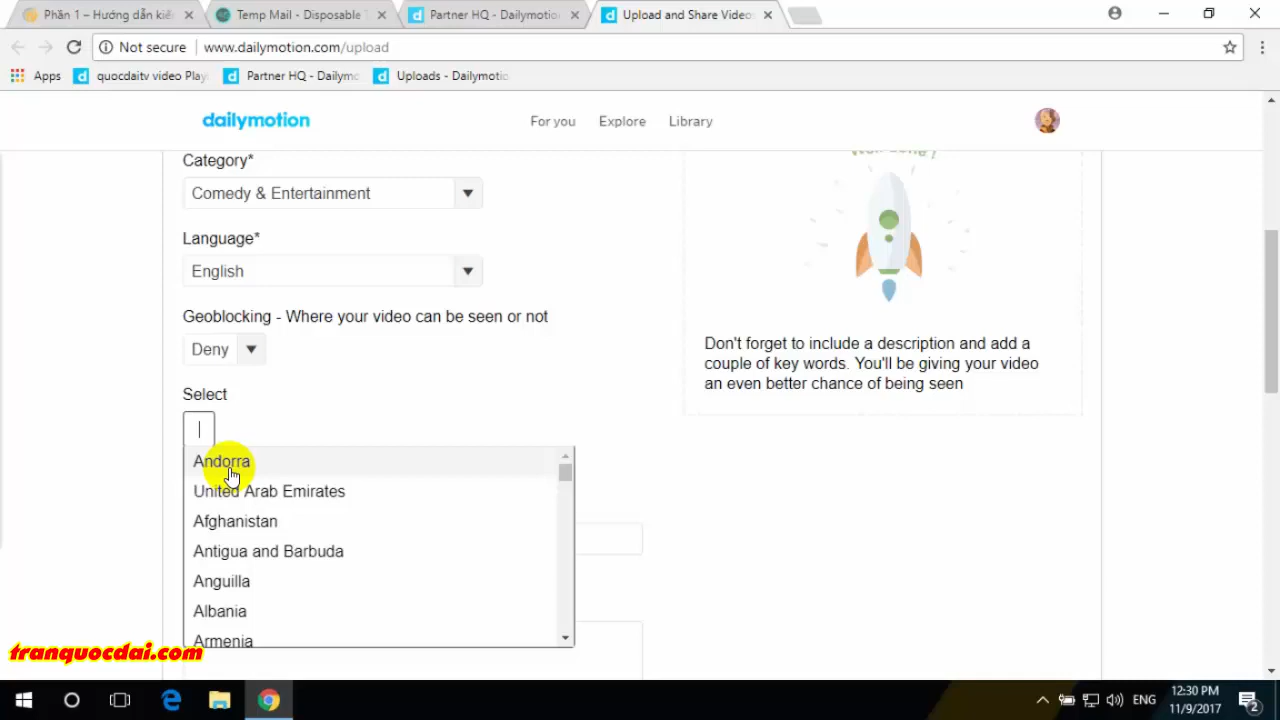 Phần 1 – Hướng dẫn kiế
Temp Mail - Disposable
Partner HQ - Dailymotio
Upload and Share Video
Not secure
www.dailymotion.com/upload
Apps
quocdaitv video Play
Partner HQ - Dailymo
Uploads - Dailymotio
dailymotion
For you
Explore
Library
Category*
Comedy & Entertainment
Language*
English
Geoblocking - Where your video can be seen or not
Deny
Select
Andorra
United Arab Emirates
Afghanistan
Antigua and Barbuda
Anguilla
Albania
Armenia
Don't forget to include a description and add a
couple of key words. You'll be giving your video
an even better chance of being seen
tranquocdai.com
ENG
12:30 PM
11/9/2017
2